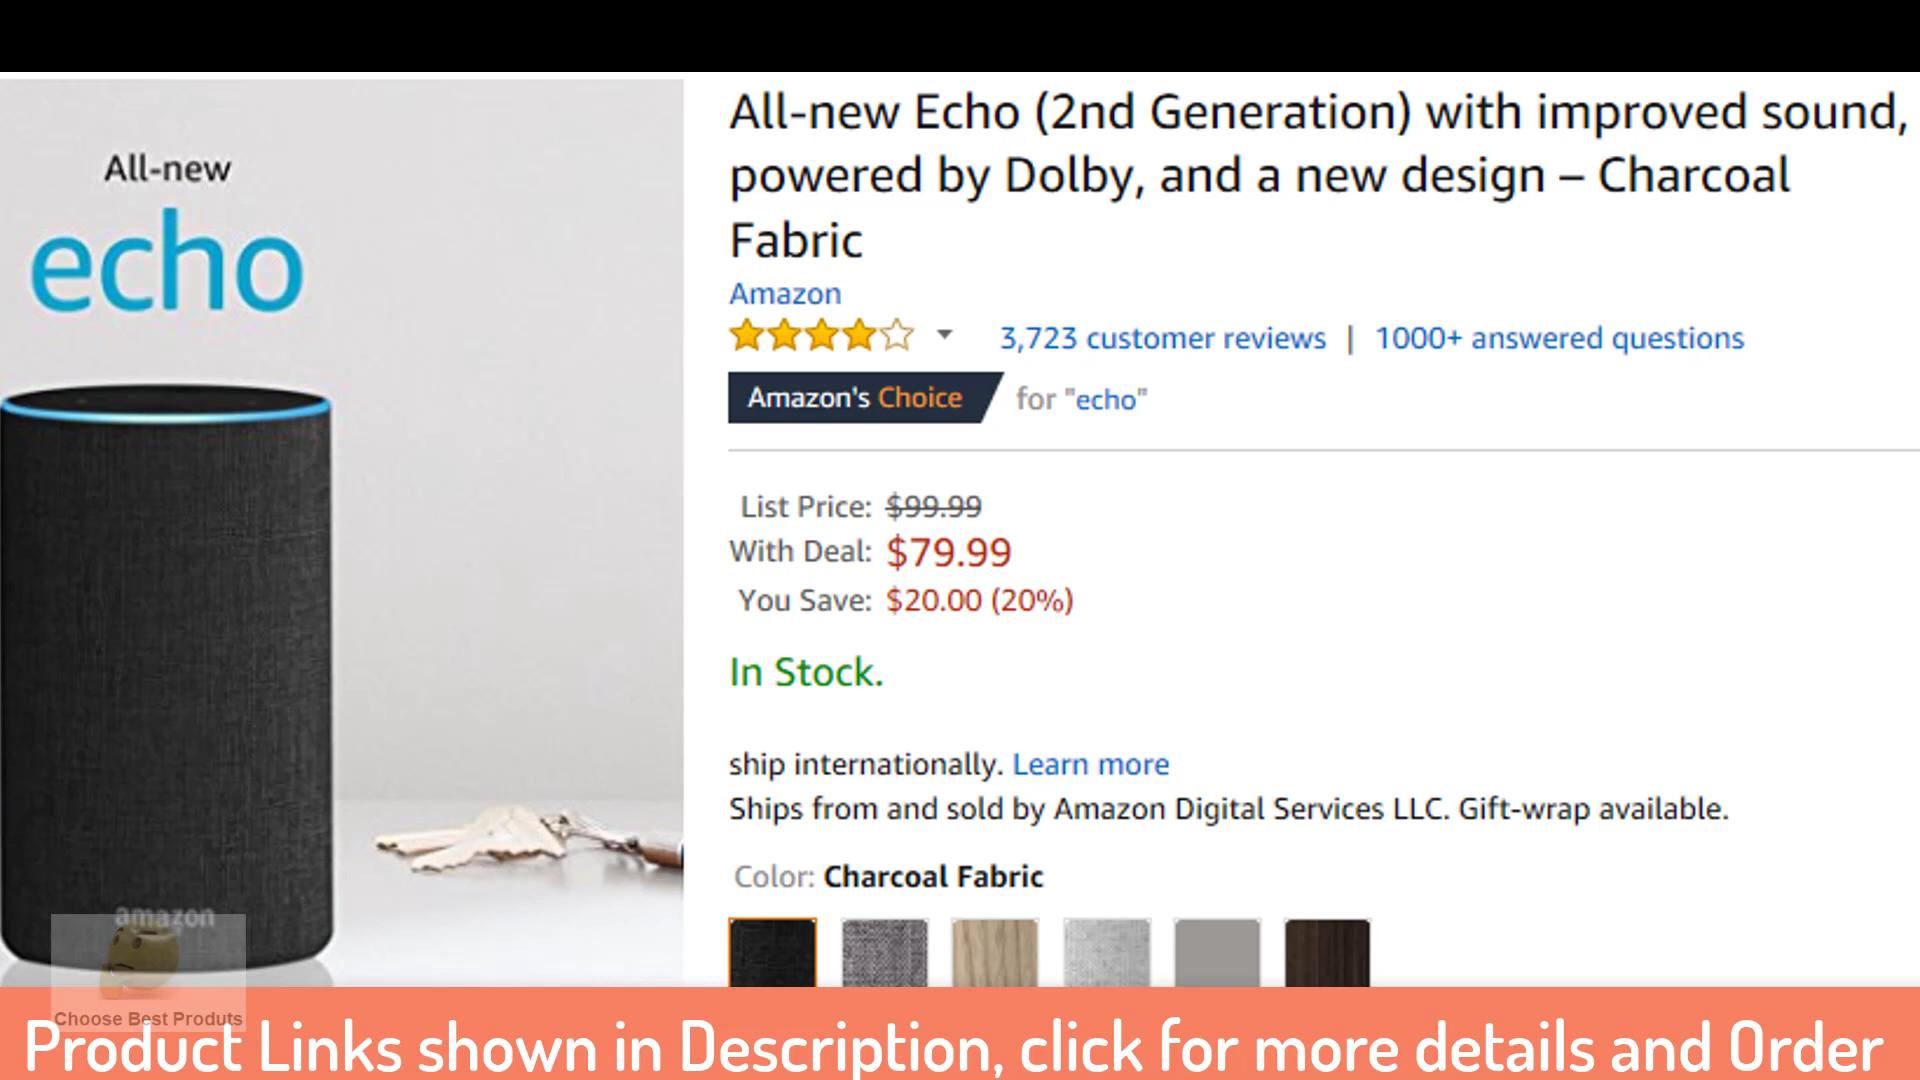 All-new
echo
amazon
All-new Echo (2nd Generation) with improved sound,
powered by Dolby, and a new design – Charcoal
Fabric
Amazon
3,723 customer reviews | 1000+ answered questions
Amazon's Choice for "echo"
List Price: $99.99
With Deal: $79.99
You Save: $20.00 (20%)
In Stock.
ship internationally. Learn more
Ships from and sold by Amazon Digital Services LLC. Gift-wrap available.
Color: Charcoal Fabric
Choose Best Produts
Product Links shown in Description, click for more details and Order